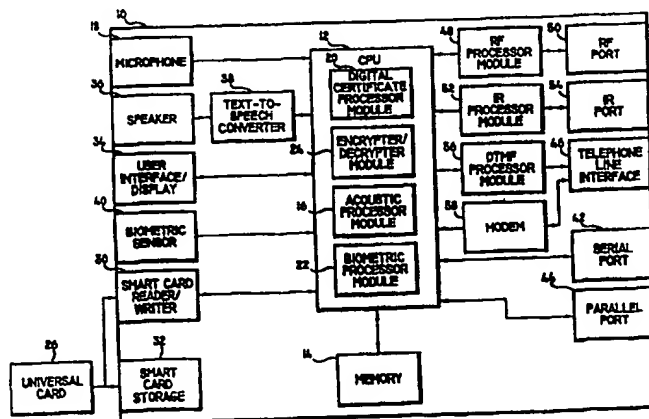 10
18
MICROPHONE
36
SPEAKER
38
TEXT-TO-
SPEECH
CONVERTER
34
USER
INTERFACE/
DISPLAY
40
BIOMETRIC
SENSOR
30
SMART CARD
READER/
WRITER
26
UNIVERSAL
CARD
32
SMART
CARD
STORAGE
12
CPU
20
DIGITAL
CERTIFICATE
PROCESSOR
MODULE
24
ENCRYPTER/
DECRYPTER
MODULE
16
ACOUSTIC
PROCESSOR
MODULE
22
BIOMETRIC
PROCESSOR
MODULE
14
MEMORY
48
RF
PROCESSOR
MODULE
50
RF
PORT
52
IR
PROCESSOR
MODULE
54
IR
PORT
56
DTMF
PROCESSOR
MODULE
46
TELEPHONE
LINE
INTERFACE
58
MODEM
42
SERIAL
PORT
44
PARALLEL
PORT